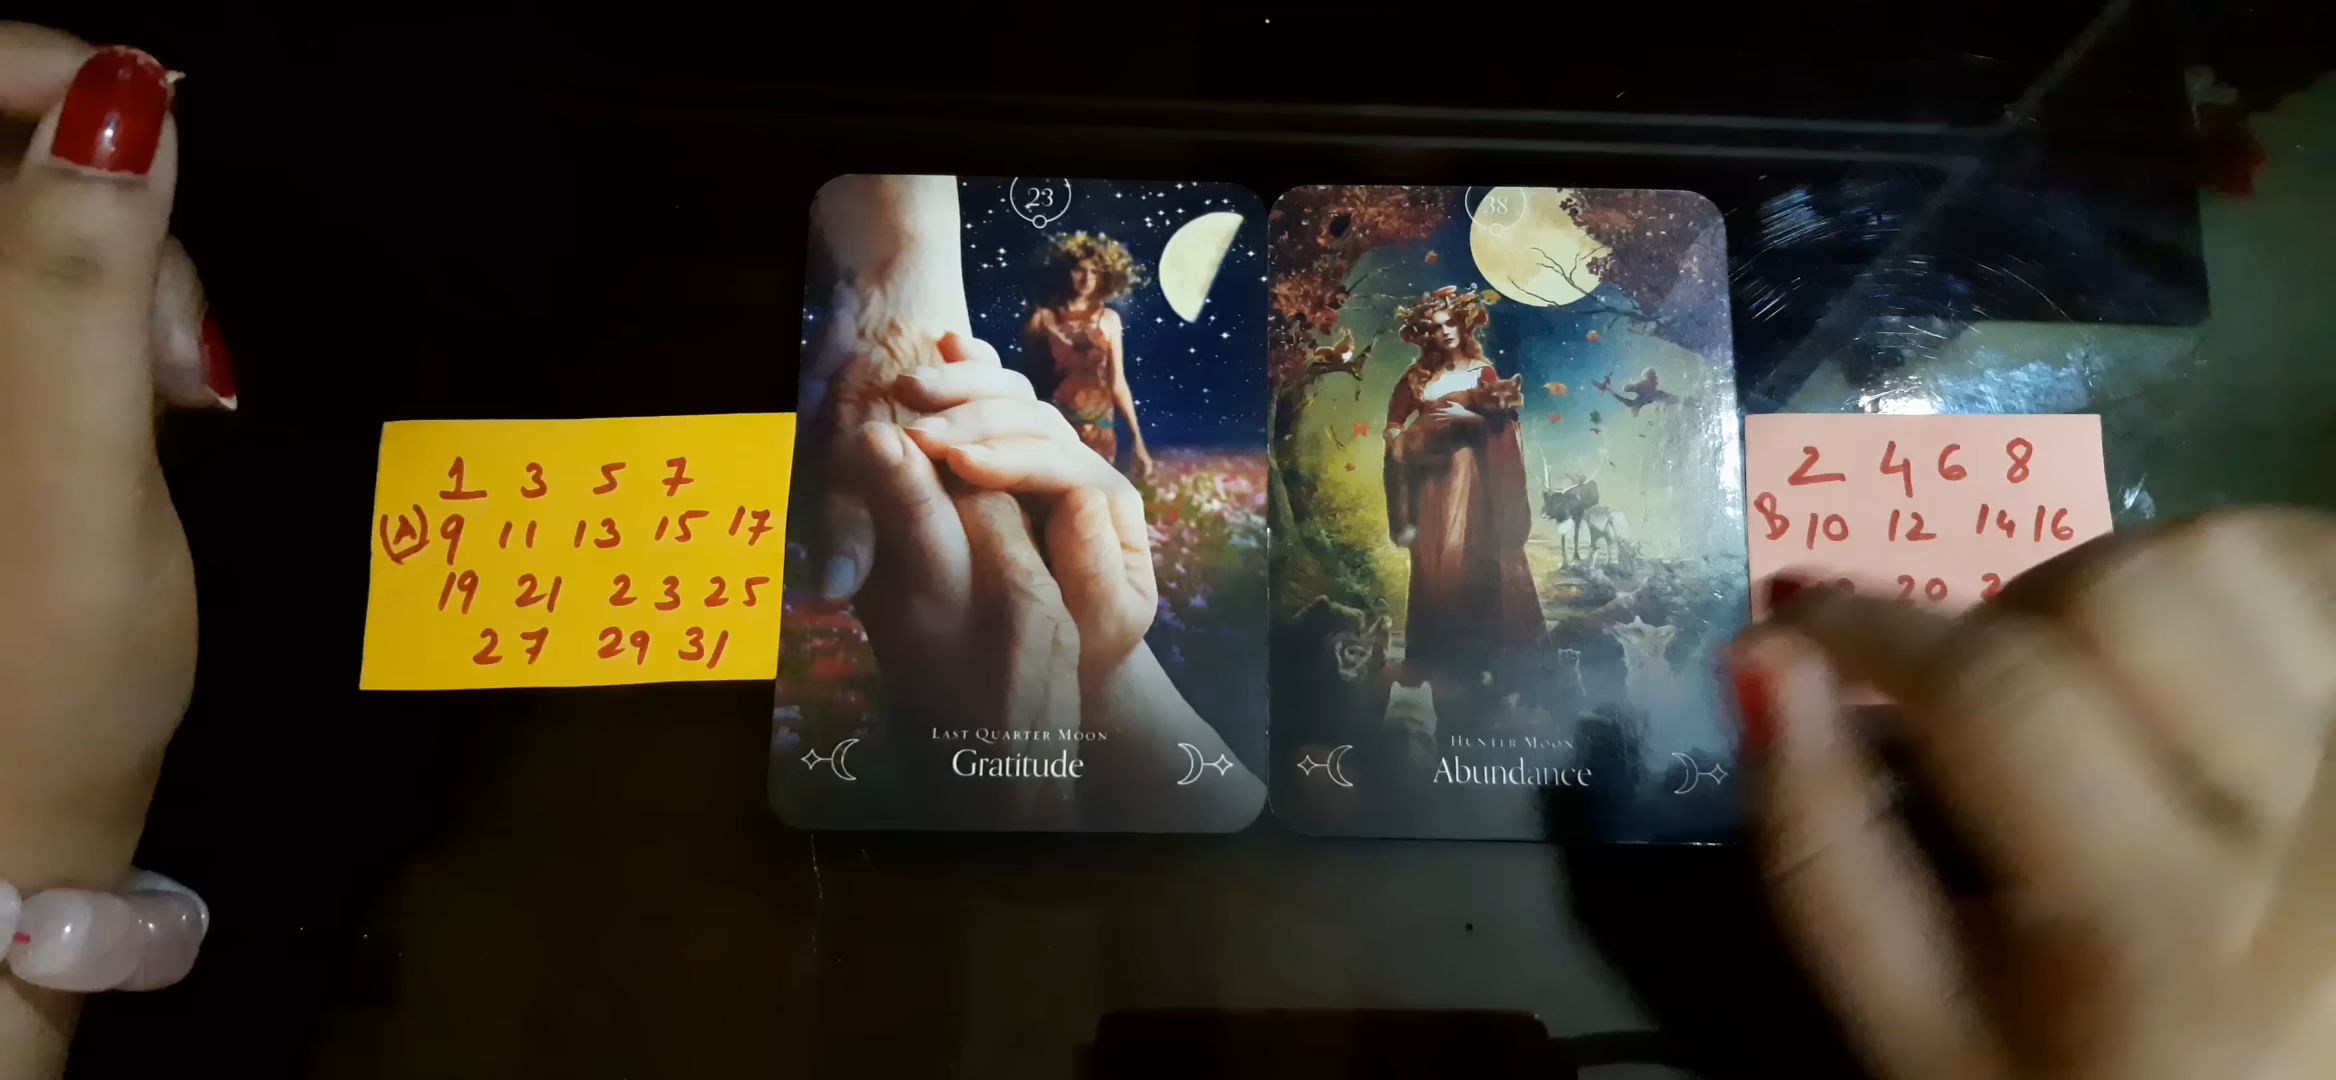 1 3 5 7
(A) 9 11 13 15 17
19 21 23 25
27 29 31
23
LAST QUARTER MOON
Gratitude
38
HUNTER MOON
Abundance
2 4 6 8
B 10 12 14 16
20